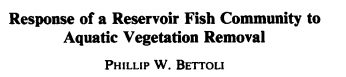 Response of a Reservoir Fish Community to
Aquatic Vegetation Removal
PHILLIP W. BETTOLI